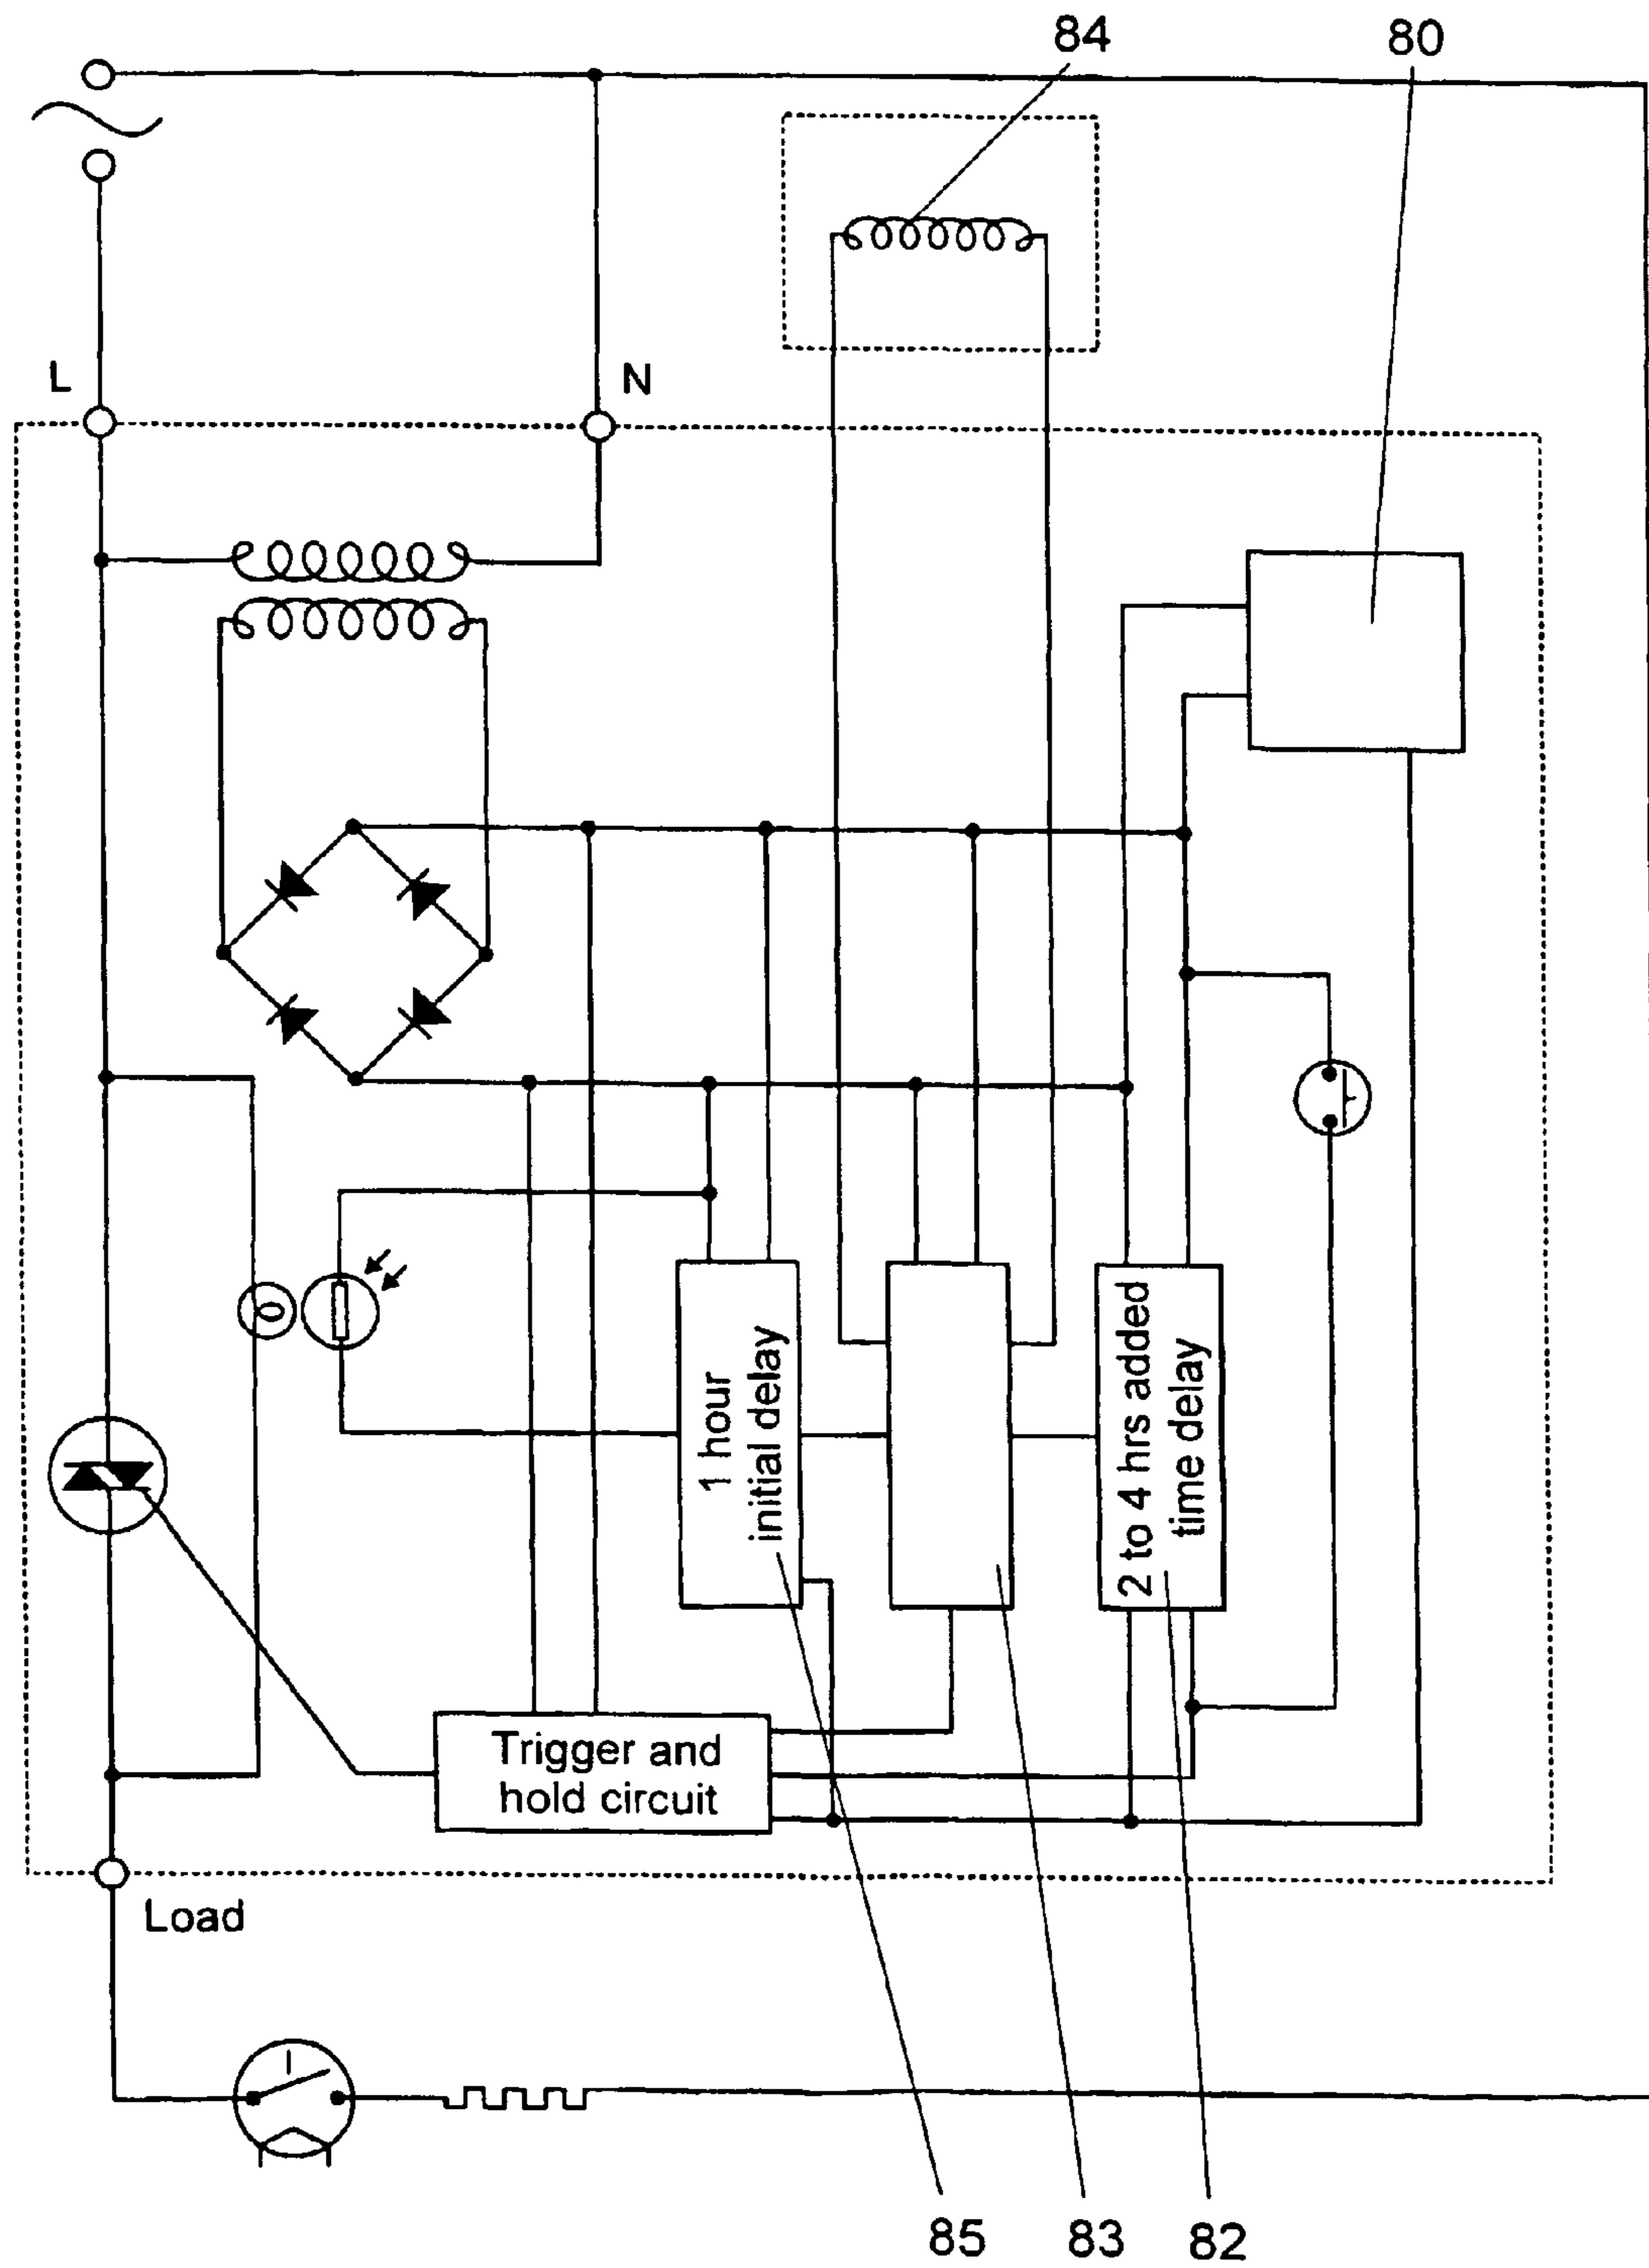 84
80
L
N
1 hour
initial delay
2 to 4 hrs added
time delay
Trigger and
hold circuit
Load
85
83
82